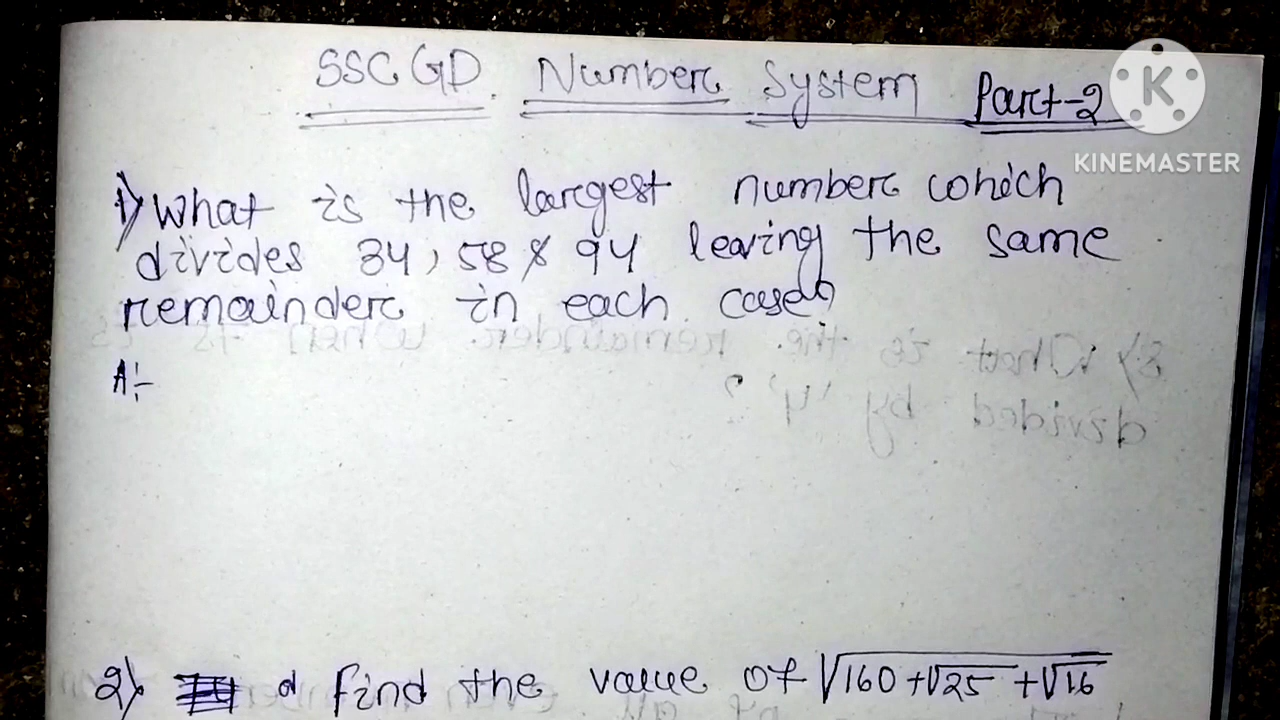 SSC GD Number System Part-2
K
KINEMASTER
1) What is the largest number which
divides 34, 58 & 94 leaving the same
remainder in each case?
A:-
2) d find the value of √160 + √25 + √16